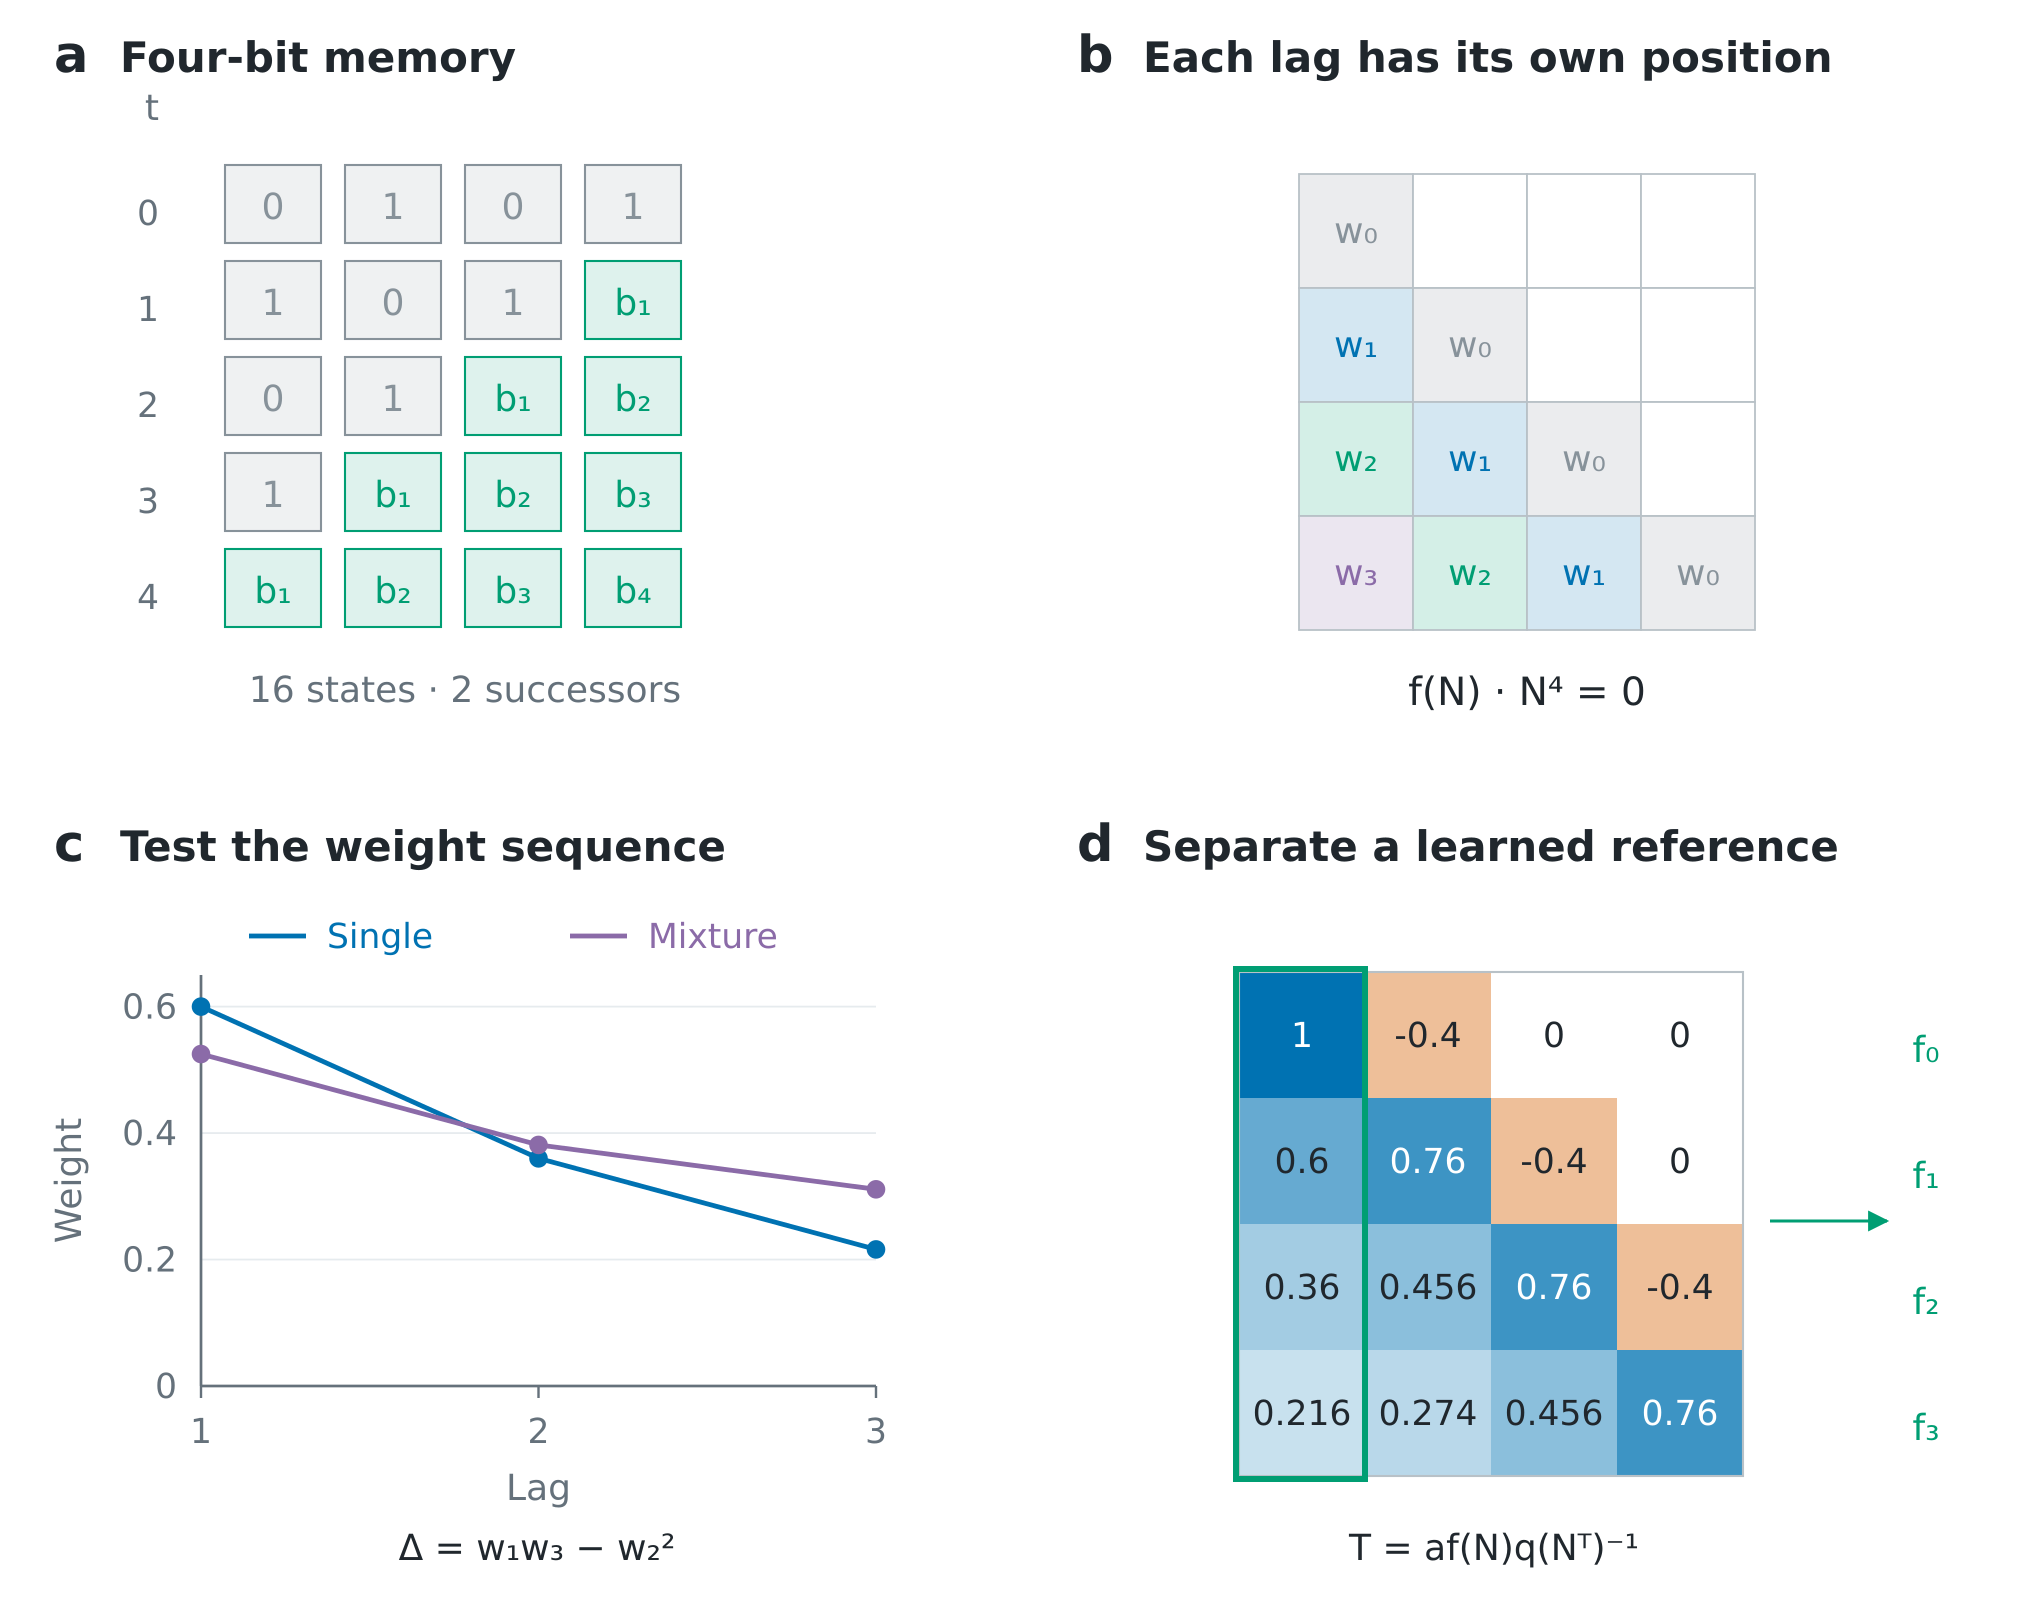 a Four-bit memory
t
0 0 1 0 1
1 1 0 1 b₁
2 0 1 b₁ b₂
3 1 b₁ b₂ b₃
4 b₁ b₂ b₃ b₄
16 states · 2 successors
b Each lag has its own position
w₀
w₁ w₀
w₂ w₁ w₀
w₃ w₂ w₁ w₀
f(N) · N⁴ = 0
c Test the weight sequence
Single Mixture
Weight
0.6
0.4
0.2
0
1 2 3
Lag
Δ = w₁w₃ − w₂²
d Separate a learned reference
1 -0.4 0 0 f₀
0.6 0.76 -0.4 0 f₁
0.36 0.456 0.76 -0.4 f₂
0.216 0.274 0.456 0.76 f₃
T = af(N)q(Nᵀ)⁻¹